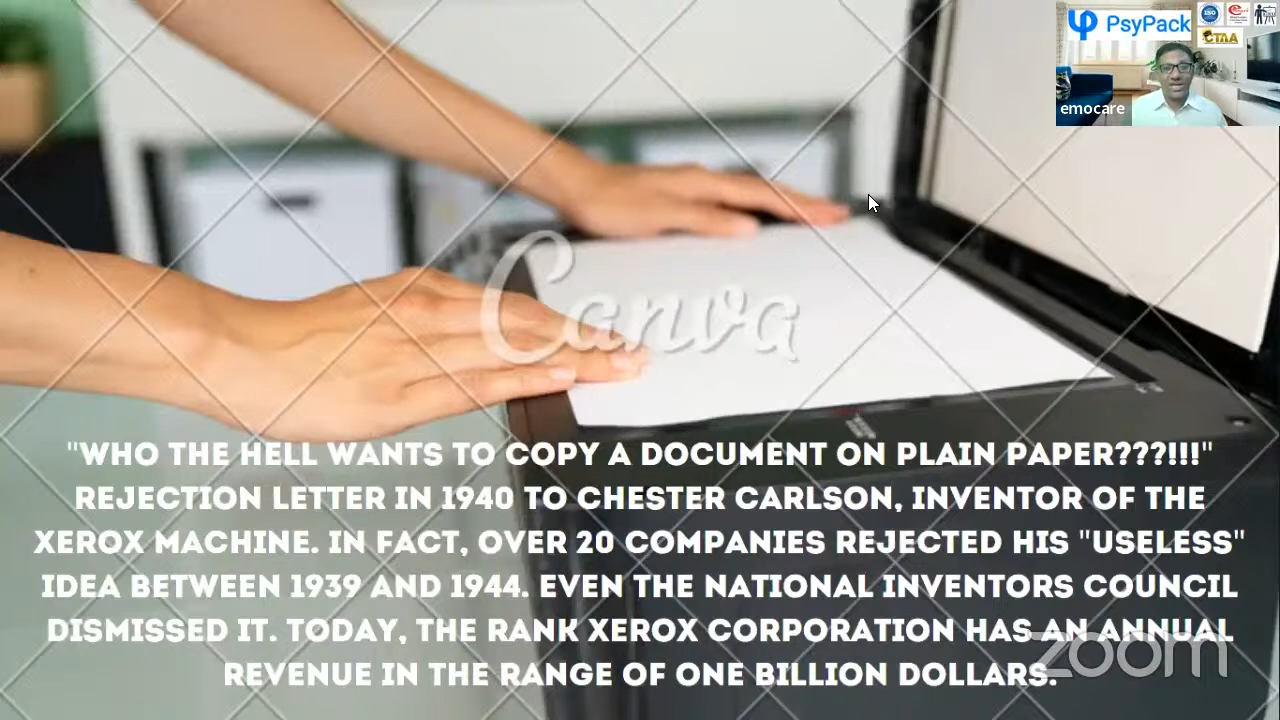 PsyPack
ISO
CTAA
emocare
Canva
"WHO THE HELL WANTS TO COPY A DOCUMENT ON PLAIN PAPER???!!!"
REJECTION LETTER IN 1940 TO CHESTER CARLSON, INVENTOR OF THE
XEROX MACHINE. IN FACT, OVER 20 COMPANIES REJECTED HIS "USELESS"
IDEA BETWEEN 1939 AND 1944. EVEN THE NATIONAL INVENTORS COUNCIL
DISMISSED IT. TODAY, THE RANK XEROX CORPORATION HAS AN ANNUAL
REVENUE IN THE RANGE OF ONE BILLION DOLLARS.
zoom